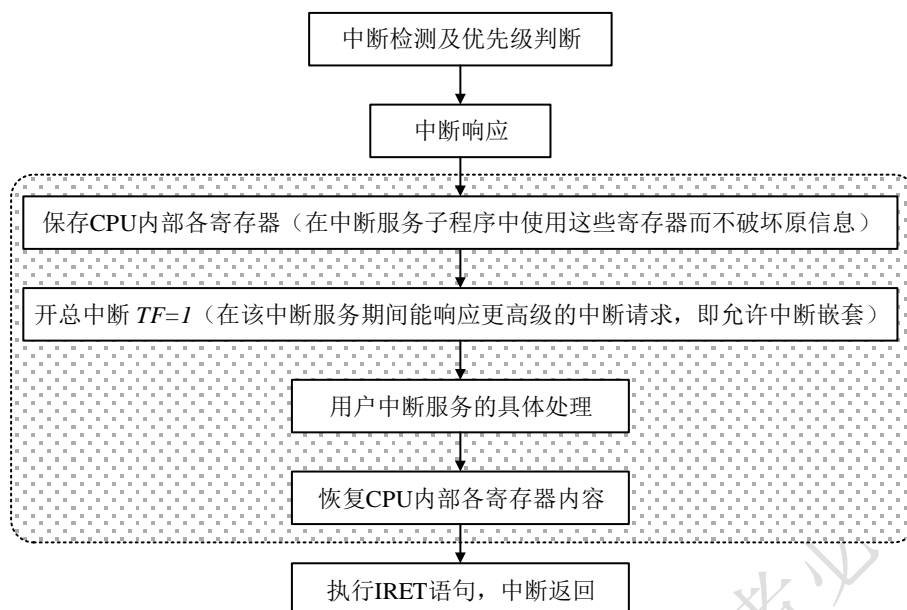 中断检测及优先级判断
中断响应
保存CPU内部各寄存器（在中断服务子程序中使用这些寄存器而不破坏原信息）
开总中断 TF=1（在该中断服务期间能响应更高级的中断请求，即允许中断嵌套）
用户中断服务的具体处理
恢复CPU内部各寄存器内容
执行IRET语句，中断返回